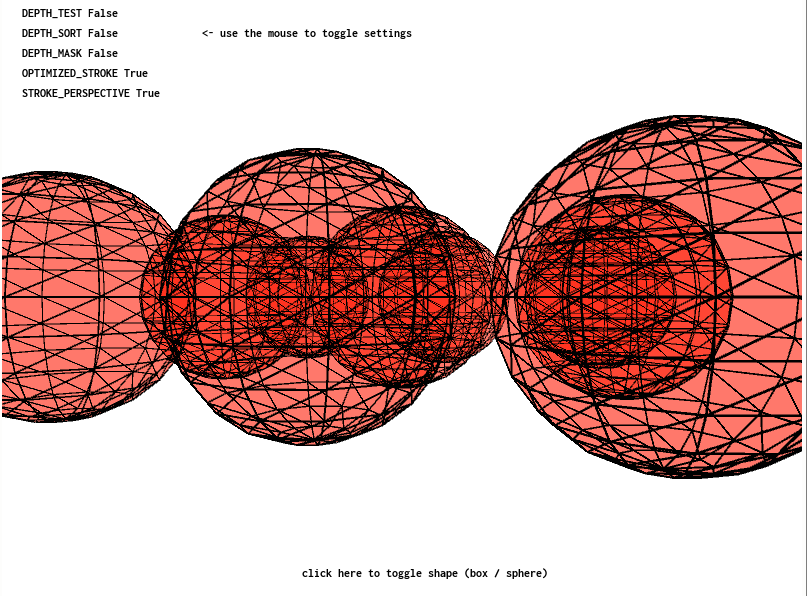 DEPTH_TEST False
DEPTH_SORT False <- use the mouse to toggle settings
DEPTH_MASK False
OPTIMIZED_STROKE True
STROKE_PERSPECTIVE True
click here to toggle shape (box / sphere)